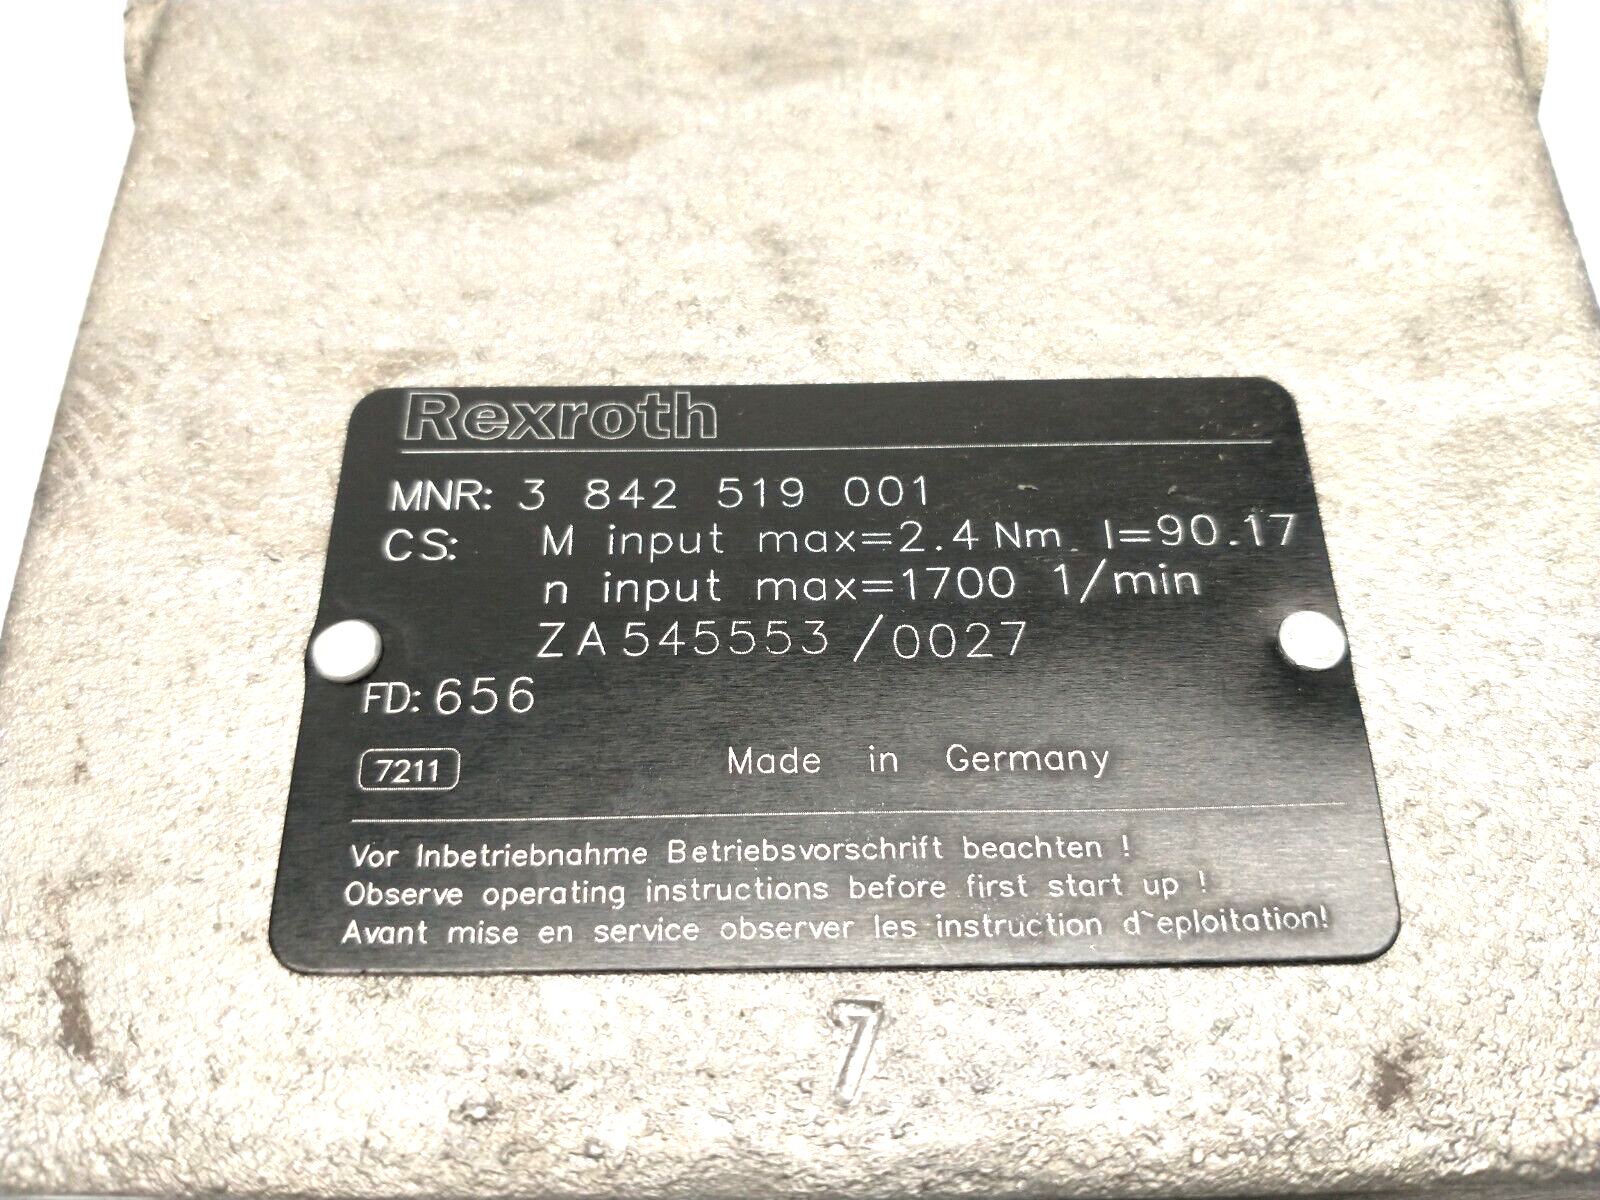 Rexroth
MNR: 3 842 519 001
CS: M input max=2.4 Nm I=90.17
n input max=1700 1/min
ZA545553/0027
FD: 656
7211 Made in Germany
Vor Inbetriebnahme Betriebsvorschrift beachten !
Observe operating instructions before first start up !
Avant mise en service observer les instruction d`eploitation!
7